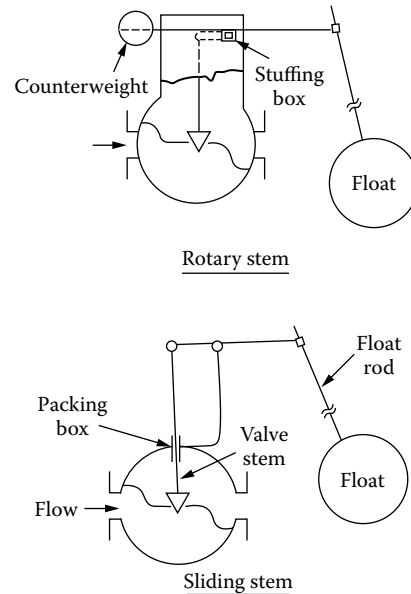 Counterweight
Stuffing
box
Float
Rotary stem
Float
rod
Packing
box
Valve
stem
Float
Flow
Sliding stem